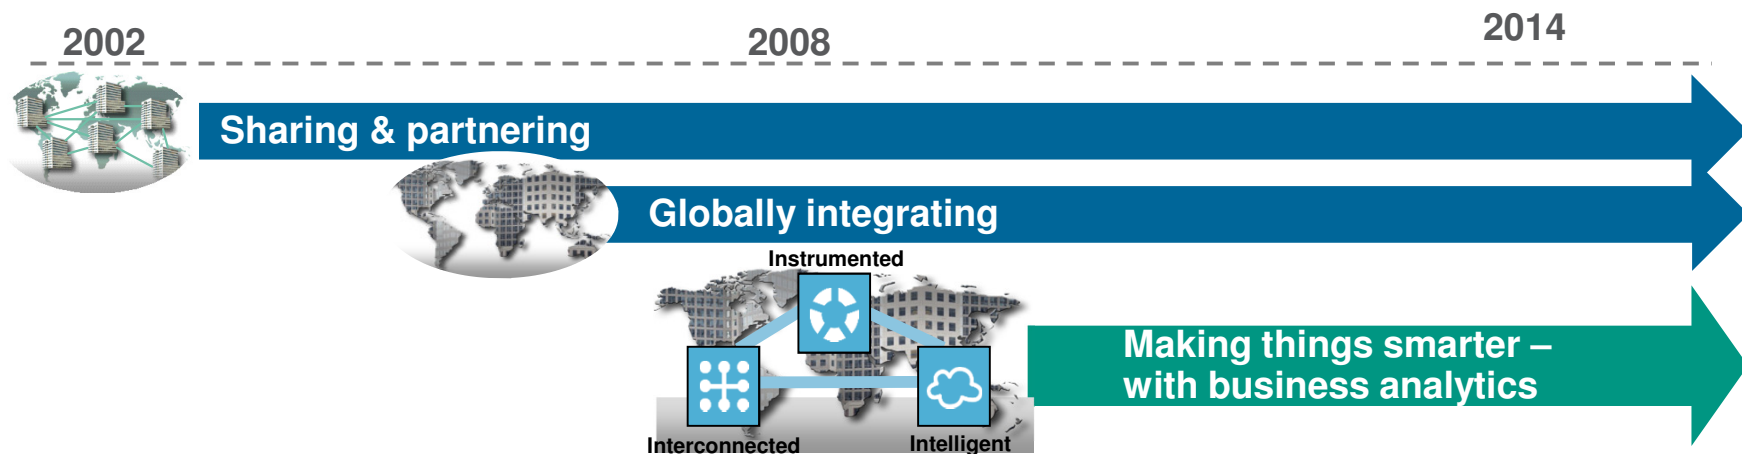 2002
2008
2014
Sharing & partnering
Globally integrating
Instrumented
Making things smarter –
with business analytics
Interconnected
Intelligent